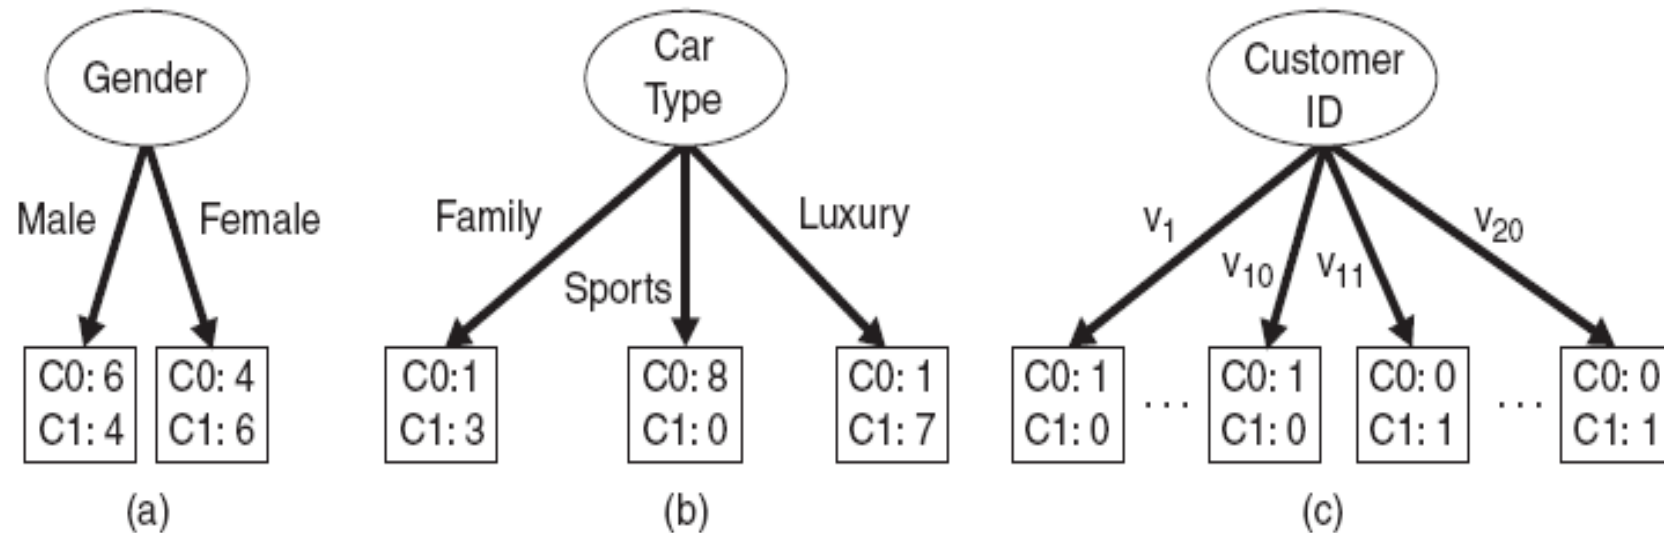 Gender
Male
Female
C0: 6
C1: 4
C0: 4
C1: 6
(a)
Car
Type
Family
Sports
Luxury
C0:1
C1: 3
C0: 8
C1: 0
C0: 1
C1: 7
(b)
Customer
ID
v1
v10
v11
v20
C0: 1
C1: 0
. . .
C0: 1
C1: 0
C0: 0
C1: 1
. . .
C0: 0
C1: 1
(c)